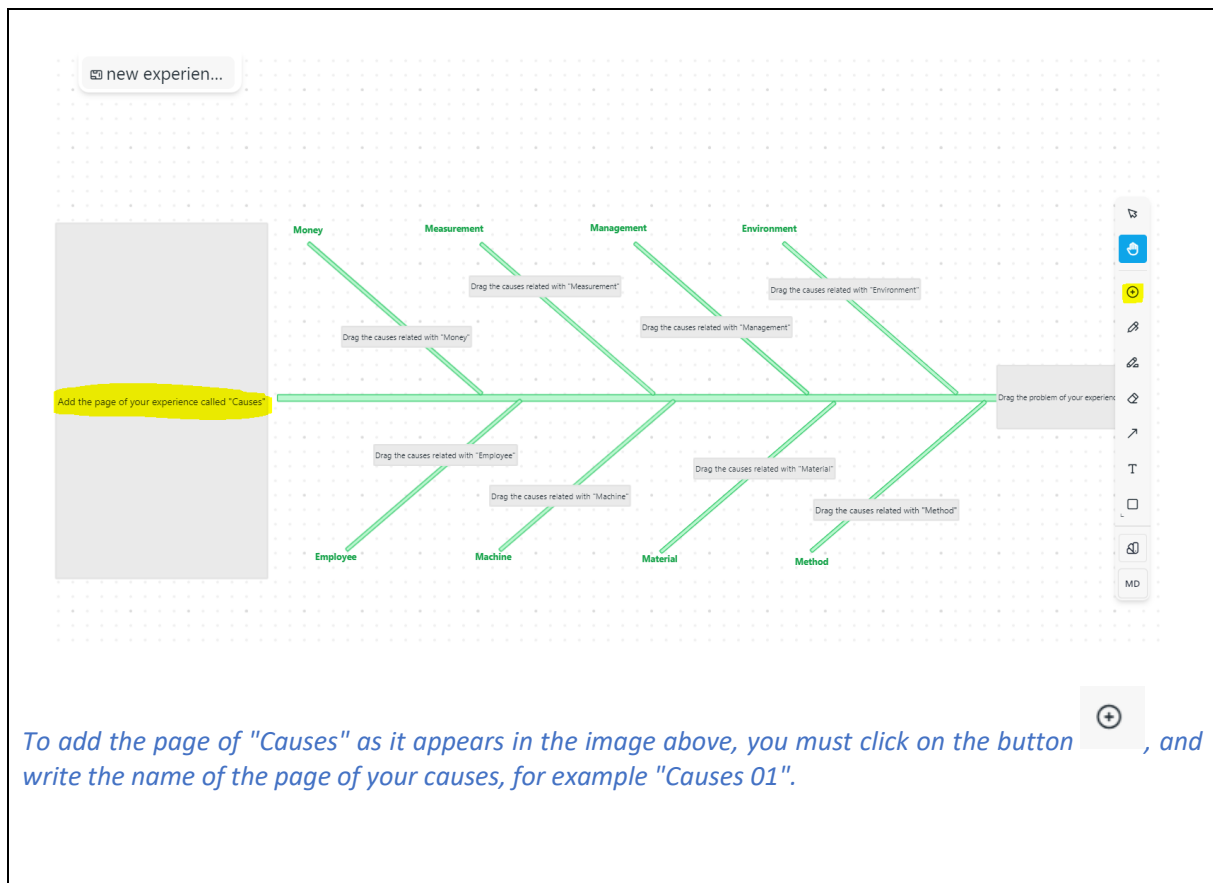 new experien...
Money
Measurement
Management
Environment
Drag the causes related with "Measurement"
Drag the causes related with "Environment"
Drag the causes related with "Management"
Drag the causes related with "Money"
Add the page of your experience called "Causes"
Drag the problem of your experienc
Drag the causes related with "Employee"
Drag the causes related with "Material"
Drag the causes related with "Machine"
Drag the causes related with "Method"
Employee
Machine
Material
Method
T
MD
To add the page of "Causes" as it appears in the image above, you must click on the button , and
write the name of the page of your causes, for example "Causes 01".